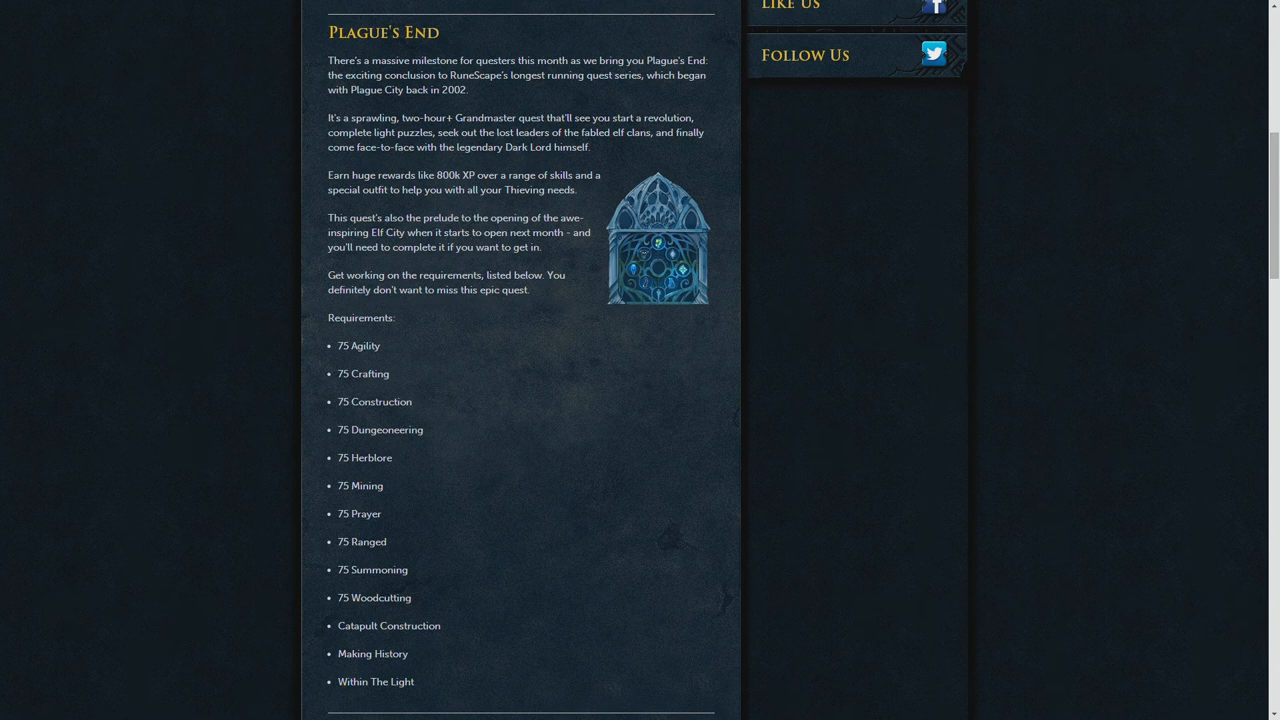 LIKE US
PLAGUE'S END
FOLLOW US
There's a massive milestone for questers this month as we bring you Plague's End:
the exciting conclusion to RuneScape's longest running quest series, which began
with Plague City back in 2002.
It's a sprawling, two-hour+ Grandmaster quest that'll see you start a revolution,
complete light puzzles, seek out the lost leaders of the fabled elf clans, and finally
come face-to-face with the legendary Dark Lord himself.
Earn huge rewards like 800k XP over a range of skills and a
special outfit to help you with all your Thieving needs.
This quest's also the prelude to the opening of the awe-
inspiring Elf City when it starts to open next month - and
you'll need to complete it if you want to get in.
Get working on the requirements, listed below. You
definitely don't want to miss this epic quest.
Requirements:
• 75 Agility
• 75 Crafting
• 75 Construction
• 75 Dungeoneering
• 75 Herblore
• 75 Mining
• 75 Prayer
• 75 Ranged
• 75 Summoning
• 75 Woodcutting
• Catapult Construction
• Making History
• Within The Light